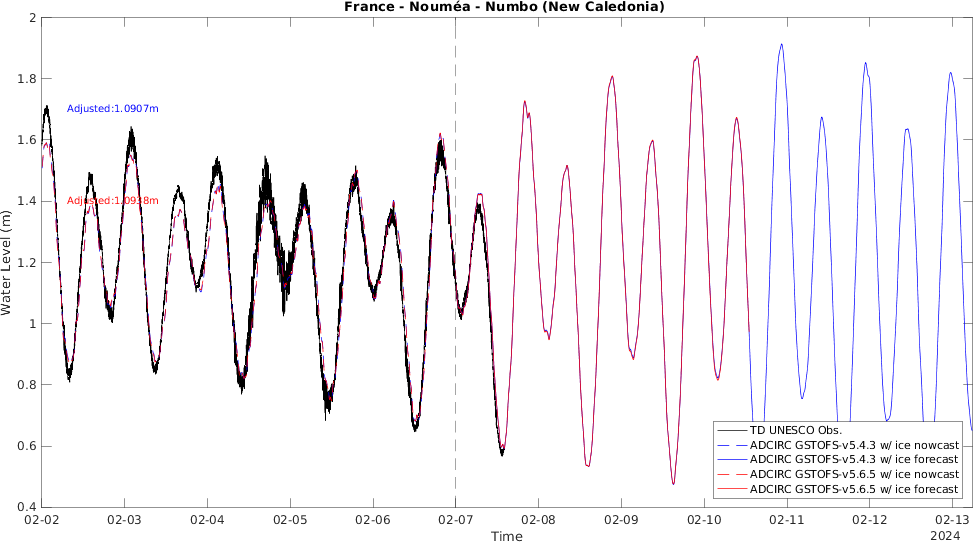 France - Nouméa - Numbo (New Caledonia)
2
1.8
1.6
1.4
1.2
1
0.8
0.6
0.4
Water Level (m)
Adjusted:1.0907m
Adjusted:1.0938m
TD UNESCO Obs.
ADCIRC GSTOFS-v5.4.3 w/ ice nowcast
ADCIRC GSTOFS-v5.4.3 w/ ice forecast
ADCIRC GSTOFS-v5.6.5 w/ ice nowcast
ADCIRC GSTOFS-v5.6.5 w/ ice forecast
02-02 02-03 02-04 02-05 02-06 02-07 02-08 02-09 02-10 02-11 02-12 02-13
2024
Time